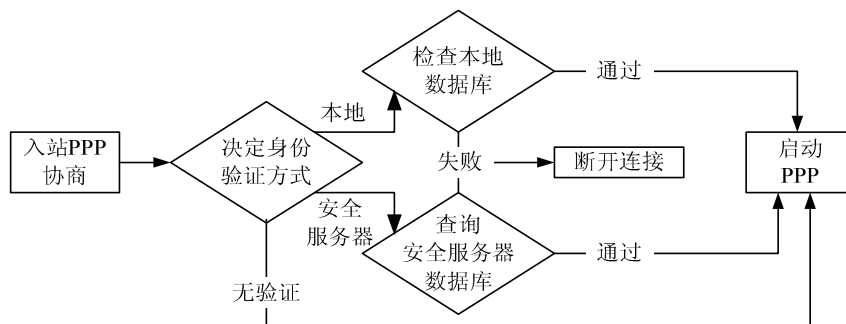 检查本地
数据库
通过
本地
入站PPP
协商
决定身份
验证方式
失败
断开连接
启动
PPP
安全
服务器
查询
安全服务器
数据库
通过
无验证